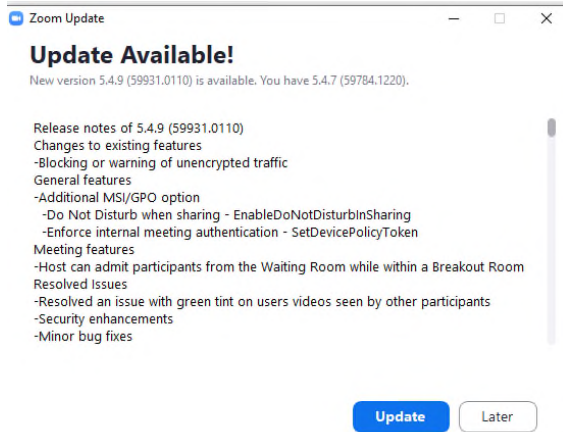 Zoom Update
Update Available!
New version 5.4.9 (59931.0110) is available. You have 5.4.7 (59784.1220).
Release notes of 5.4.9 (59931.0110)
Changes to existing features
-Blocking or warning of unencrypted traffic
General features
-Additional MSI/GPO option
-Do Not Disturb when sharing - EnableDoNotDisturbInSharing
-Enforce internal meeting authentication - SetDevicePolicyToken
Meeting features
-Host can admit participants from the Waiting Room while within a Breakout Room
Resolved Issues
-Resolved an issue with green tint on users videos seen by other participants
-Security enhancements
-Minor bug fixes
Update
Later